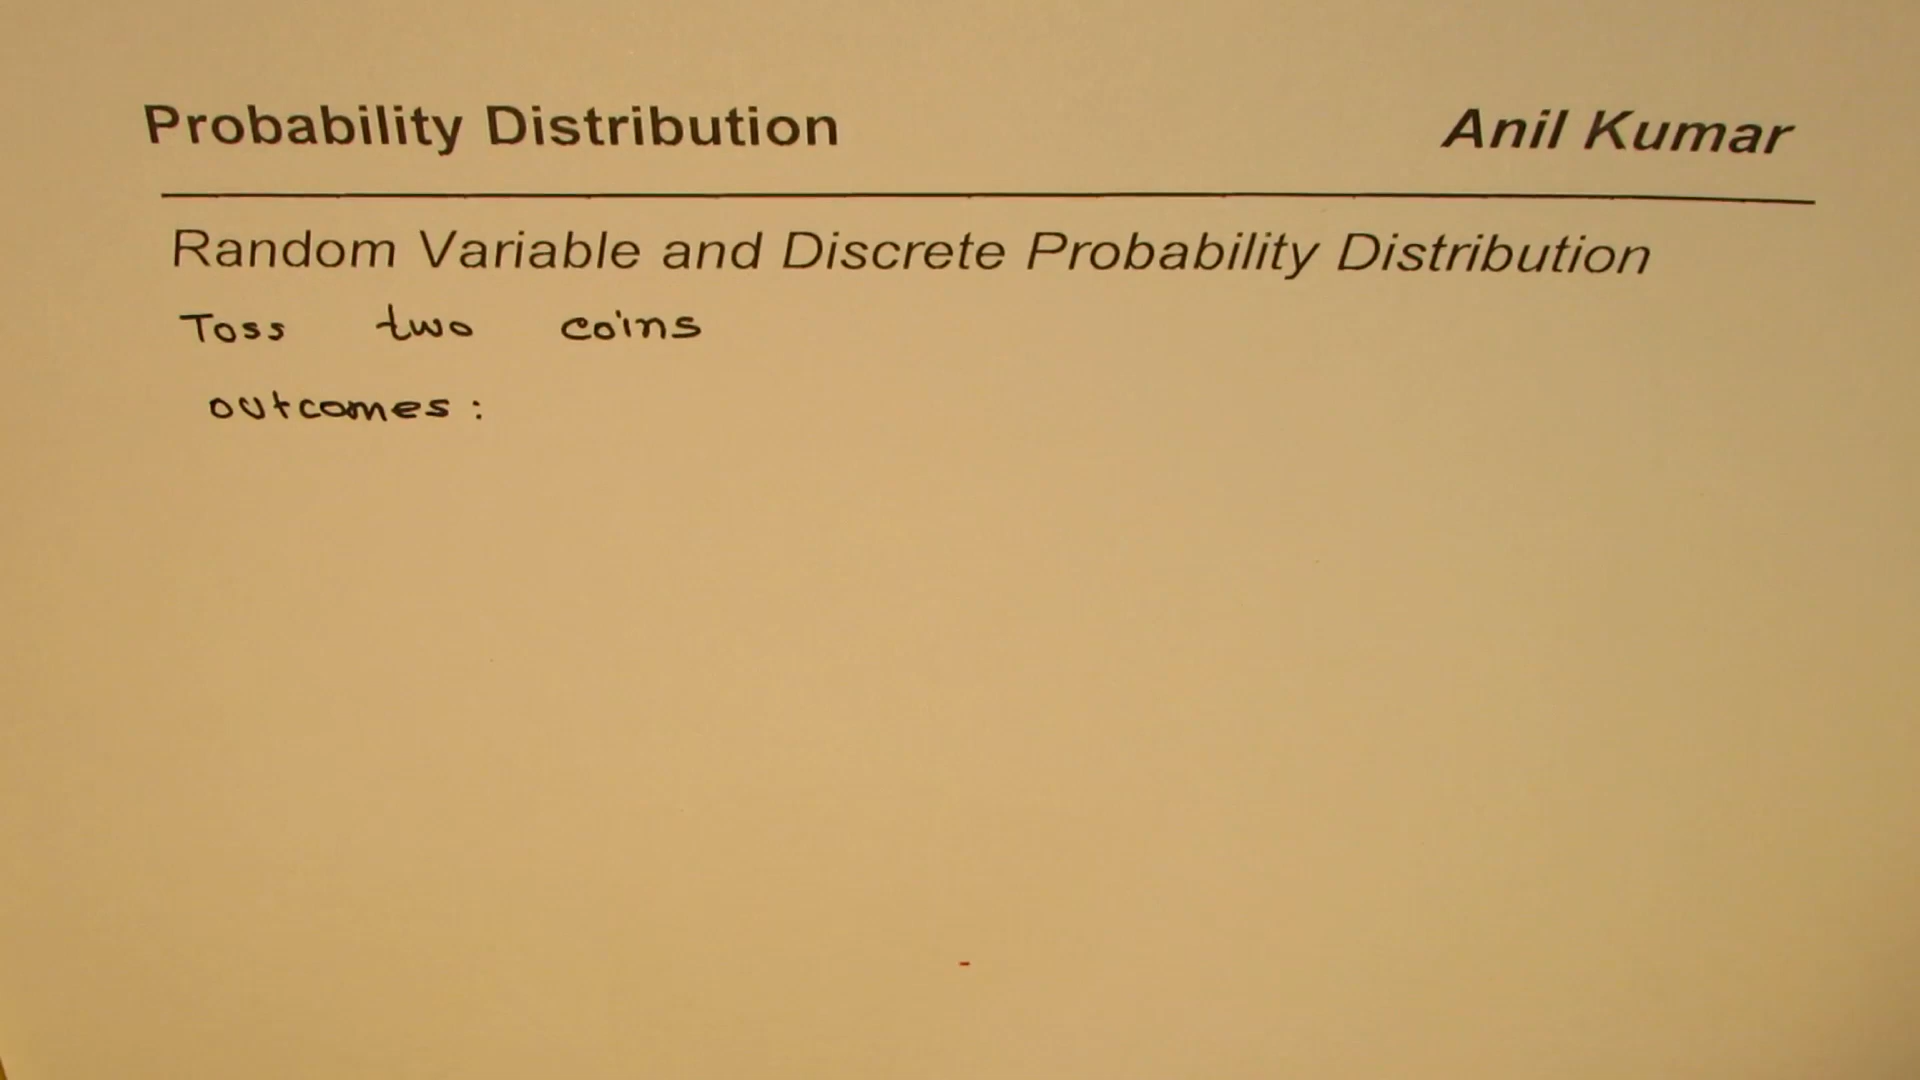 Probability Distribution Anil Kumar
Random Variable and Discrete Probability Distribution
Toss two coins
outcomes :